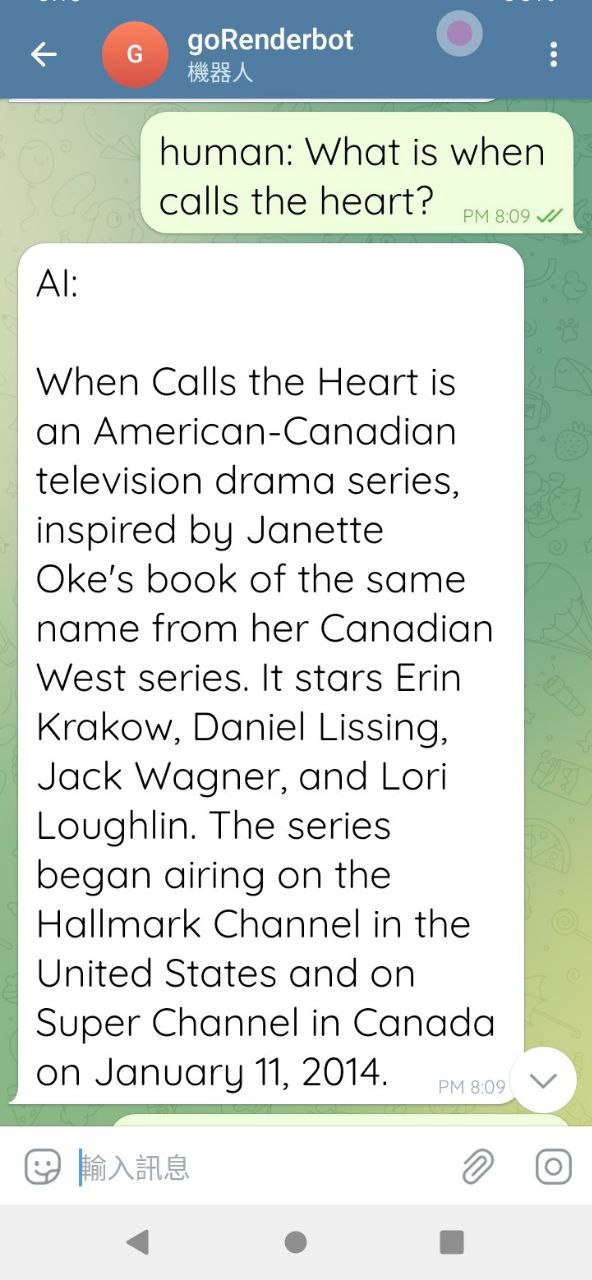 G
goRenderbot
機器人
human: What is when
calls the heart?
PM 8:09
AI:
When Calls the Heart is
an American-Canadian
television drama series,
inspired by Janette
Oke's book of the same
name from her Canadian
West series. It stars Erin
Krakow, Daniel Lissing,
Jack Wagner, and Lori
Loughlin. The series
began airing on the
Hallmark Channel in the
United States and on
Super Channel in Canada
on January 11, 2014.
PM 8:09
輸入訊息